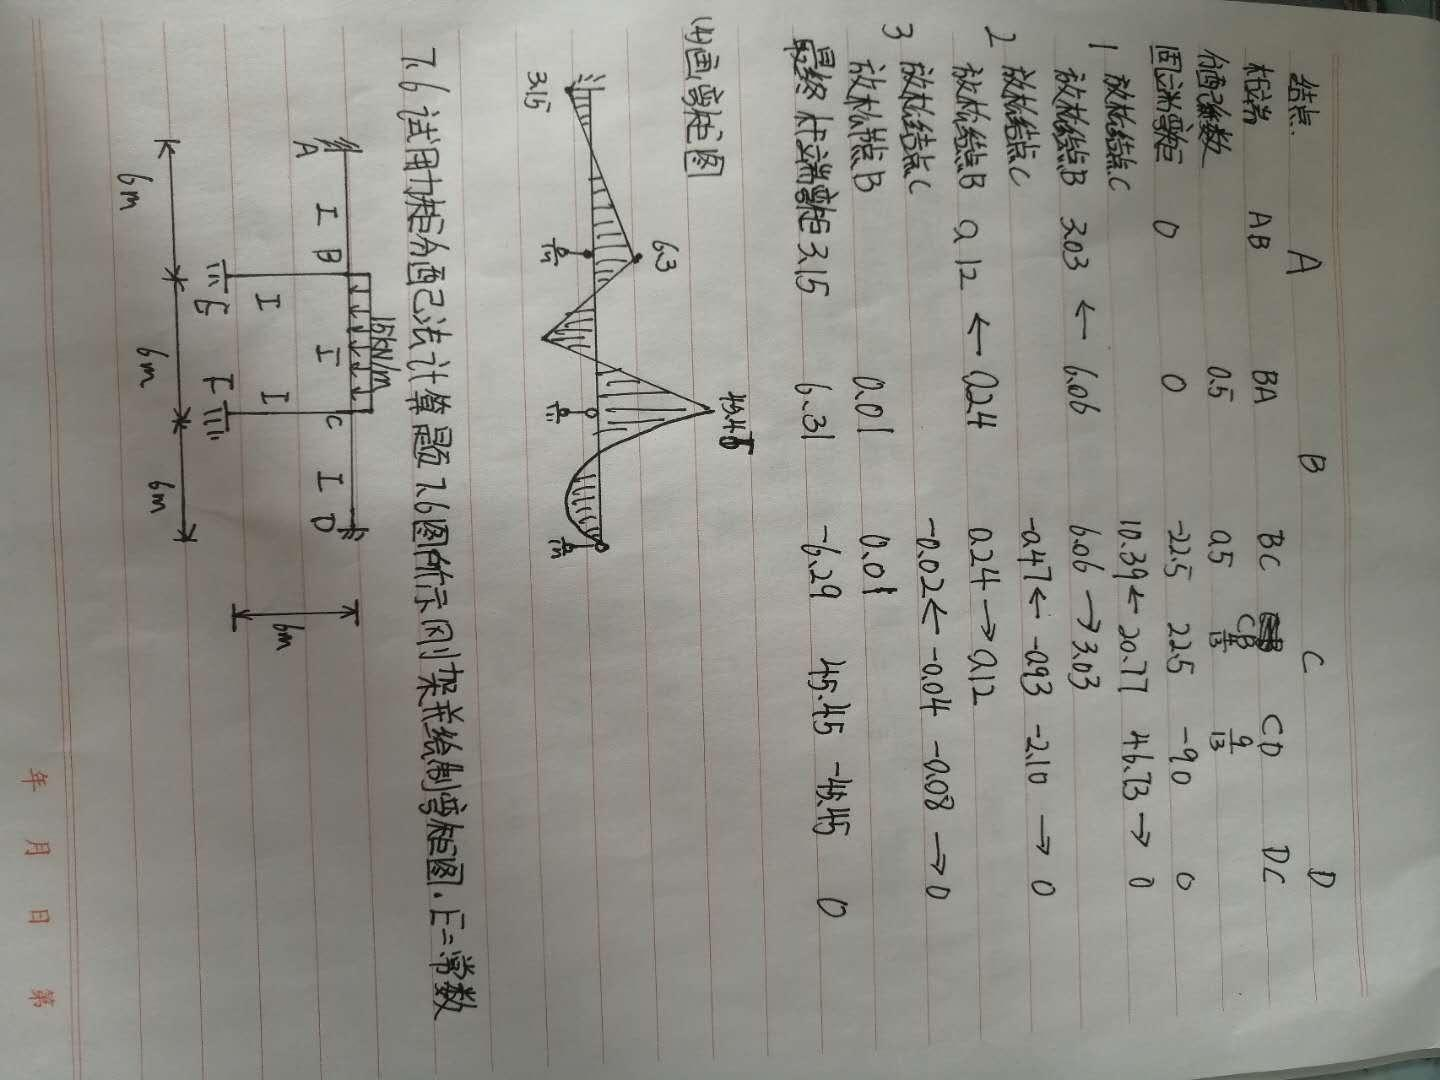 结点 A B C D
杆端 AB BA BC CB CD DC
分配系数 0.5 0.5 4/13 9/13
固端弯矩 0 0 -22.5 22.5 -90 0
1 放松结点C 10.39← 20.77 46.73 → 0
放松结点B 3.03 ← 6.06 6.06 → 3.03
2 放松结点C -0.47← -0.93 -2.10 → 0
放松结点B 0.12 ← 0.24 0.24 → 0.12
3 放松结点C -0.02← -0.04 -0.08 → 0
放松节点B 0.01 0.01
最终杆端弯矩 3.15 6.31 -6.29 45.45 -45.45 0
(4)画弯矩图
6.3
45.45
3.15
7.6 试用力矩分配法计算题7.6图所示刚架并绘制弯矩图.E=常数
15kN/m
A I B I C I D
I I
E F
6m
6m 6m 6m
年 月 日 第